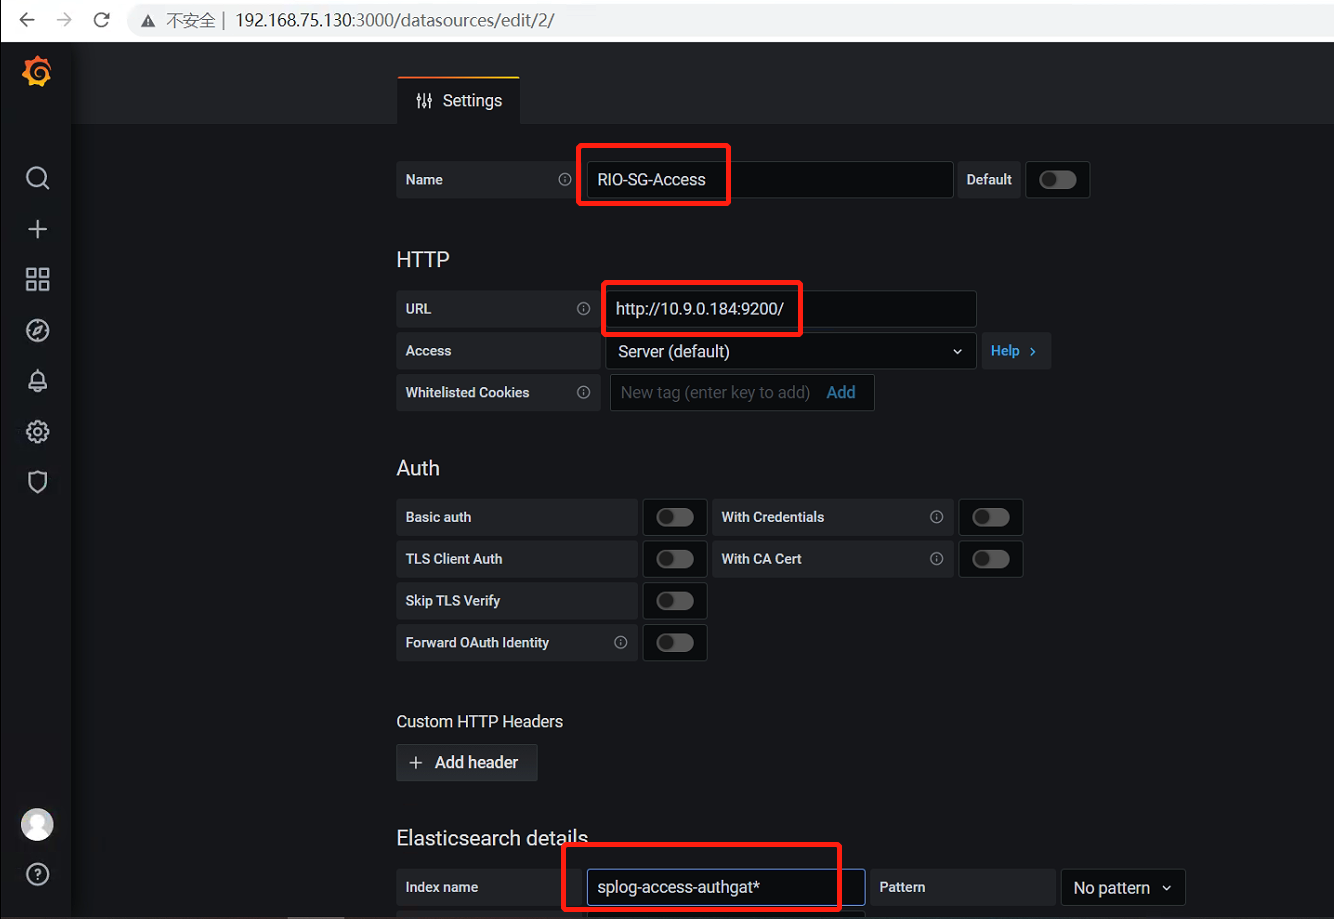 不安全 | 192.168.75.130:3000/datasources/edit/2/
Settings
Name RIO-SG-Access Default
HTTP
URL http://10.9.0.184:9200/
Access Server (default) Help
Whitelisted Cookies New tag (enter key to add) Add
Auth
Basic auth With Credentials
TLS Client Auth With CA Cert
Skip TLS Verify
Forward OAuth Identity
Custom HTTP Headers
+ Add header
Elasticsearch details
Index name splog-access-authgat* Pattern No pattern